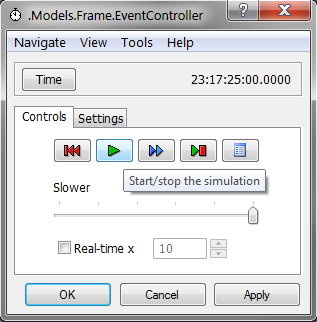 .Models.Frame.EventController
?
Navigate View Tools Help
Time 23:17:25:00.0000
Controls Settings
Start/stop the simulation
Slower
Real-time x 10
OK Cancel Apply